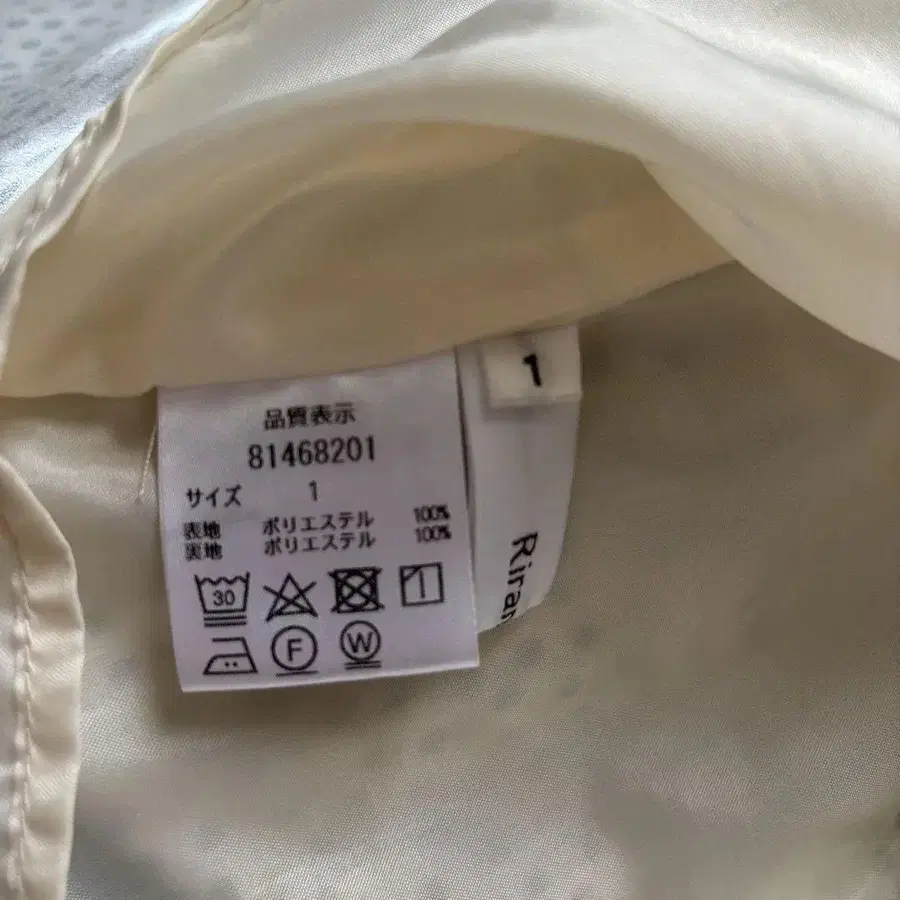 品質表示
81468201
サイズ 1
表地 ポリエステル 100%
裏地 ポリエステル 100%
30
F
W
1
Riran